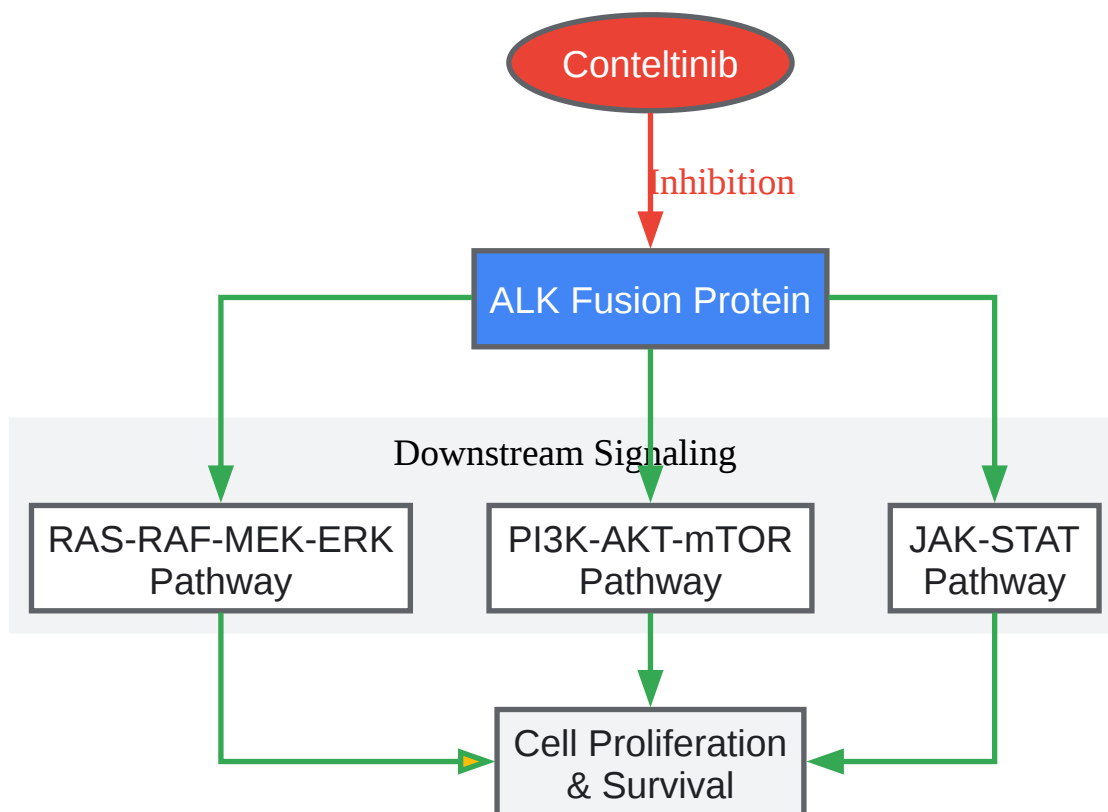 Conteltinib
Inhibition
ALK Fusion Protein
Downstream Signaling
RAS-RAF-MEK-ERK
Pathway
PI3K-AKT-mTOR
Pathway
JAK-STAT
Pathway
Cell Proliferation
& Survival